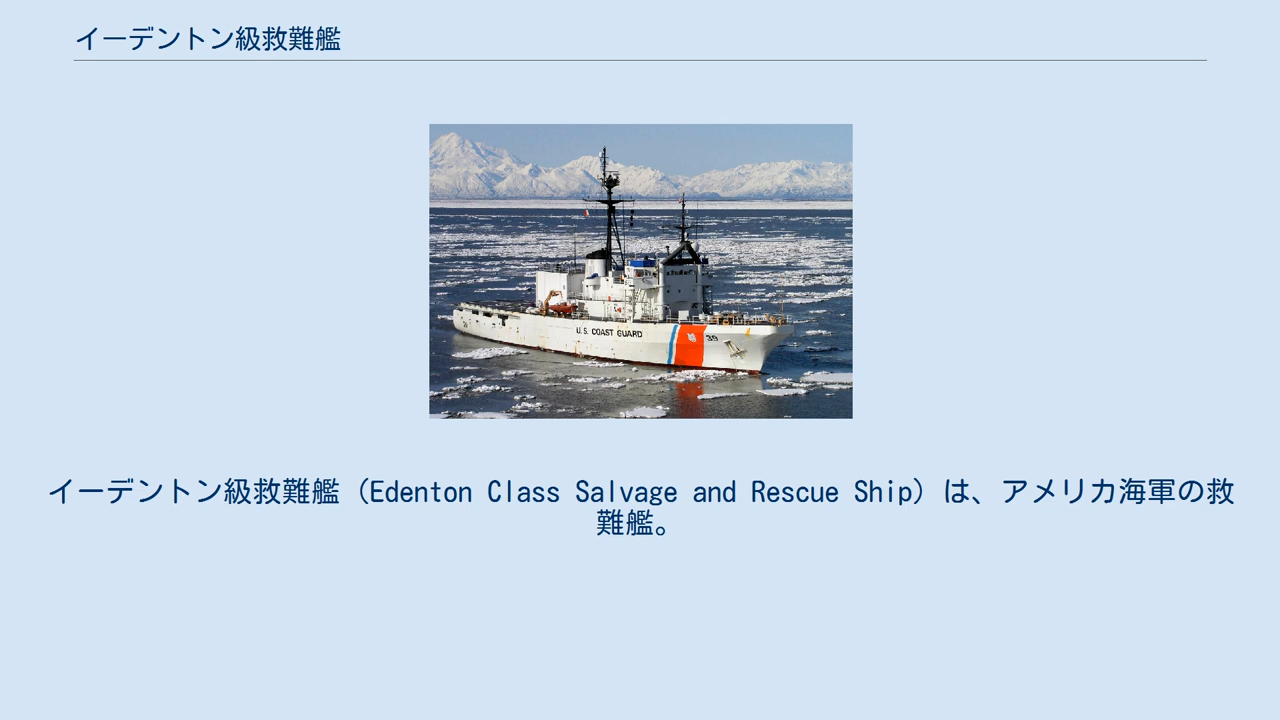 イーデントン級救難艦
U.S. COAST GUARD
39
イーデントン級救難艦（Edenton Class Salvage and Rescue Ship）は、アメリカ海軍の救
難艦。